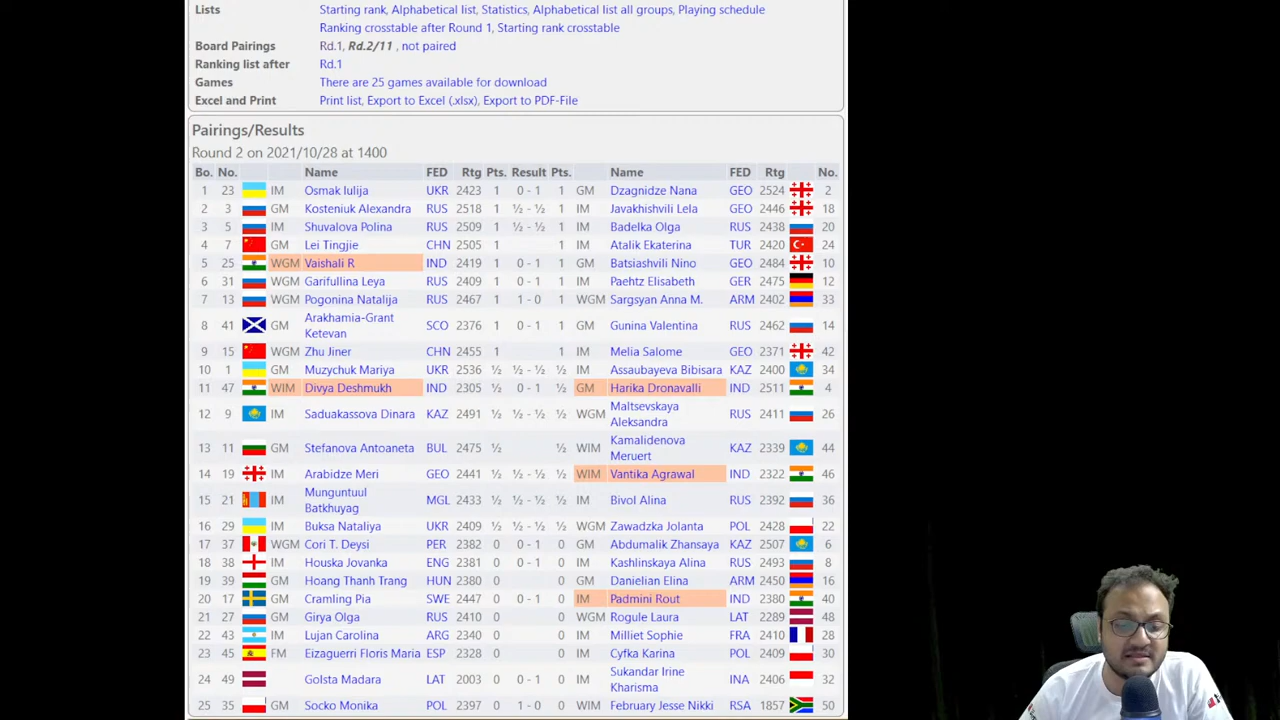 Lists Starting rank, Alphabetical list, Statistics, Alphabetical list all groups, Playing schedule
Ranking crosstable after Round 1, Starting rank crosstable
Board Pairings Rd.1, Rd.2/11 , not paired
Ranking list after Rd.1
Games There are 25 games available for download
Excel and Print Print list, Export to Excel (.xlsx), Export to PDF-File
Pairings/Results
Round 2 on 2021/10/28 at 1400
Bo. No. Name FED Rtg Pts. Result Pts. Name FED Rtg No.
1 23 IM Osmak Iulija UKR 2423 1 0 - 1 1 GM Dzagnidze Nana GEO 2524 2
2 3 GM Kosteniuk Alexandra RUS 2518 1 ½ - ½ 1 IM Javakhishvili Lela GEO 2446 18
3 5 IM Shuvalova Polina RUS 2509 1 ½ - ½ 1 IM Badelka Olga RUS 2438 20
4 7 GM Lei Tingjie CHN 2505 1 1 IM Atalik Ekaterina TUR 2420 24
5 25 WGM Vaishali R IND 2419 1 0 - 1 1 GM Batsiashvili Nino GEO 2484 10
6 31 WGM Garifullina Leya RUS 2409 1 0 - 1 1 IM Paehtz Elisabeth GER 2475 12
7 13 WGM Pogonina Natalija RUS 2467 1 1 - 0 1 WGM Sargsyan Anna M. ARM 2402 33
8 41 GM Arakhamia-Grant Ketevan SCO 2376 1 0 - 1 1 GM Gunina Valentina RUS 2462 14
9 15 WGM Zhu Jiner CHN 2455 1 1 IM Melia Salome GEO 2371 42
10 1 GM Muzychuk Mariya UKR 2536 ½ ½ - ½ ½ IM Assaubayeva Bibisara KAZ 2400 34
11 47 WIM Divya Deshmukh IND 2305 ½ 0 - 1 ½ GM Harika Dronavalli IND 2511 4
12 9 IM Saduakassova Dinara KAZ 2491 ½ ½ - ½ ½ WGM Maltsevskaya Aleksandra RUS 2411 26
13 11 GM Stefanova Antoaneta BUL 2475 ½ ½ WIM Kamalidenova Meruert KAZ 2339 44
14 19 IM Arabidze Meri GEO 2441 ½ ½ - ½ ½ WIM Vantika Agrawal IND 2322 46
15 21 IM Munguntuul Batkhuyag MGL 2433 ½ ½ - ½ ½ IM Bivol Alina RUS 2392 36
16 29 IM Buksa Nataliya UKR 2409 ½ ½ - ½ ½ WGM Zawadzka Jolanta POL 2428 22
17 37 WGM Cori T. Deysi PER 2382 0 0 - 1 0 GM Abdumalik Zhansaya KAZ 2507 6
18 38 IM Houska Jovanka ENG 2381 0 0 - 1 0 IM Kashlinskaya Alina RUS 2493 8
19 39 GM Hoang Thanh Trang HUN 2380 0 0 GM Danielian Elina ARM 2450 16
20 17 GM Cramling Pia SWE 2447 0 0 - 1 0 IM Padmini Rout IND 2380 40
21 27 GM Girya Olga RUS 2410 0 0 WGM Rogule Laura LAT 2289 48
22 43 IM Lujan Carolina ARG 2340 0 0 IM Milliet Sophie FRA 2410 28
23 45 FM Eizaguerri Floris Maria ESP 2328 0 0 IM Cyfka Karina POL 2409 30
24 49 Golsta Madara LAT 2003 0 0 - 1 0 IM Sukandar Irine Kharisma INA 2406 32
25 35 GM Socko Monika POL 2397 0 1 - 0 0 WIM February Jesse Nikki RSA 1857 50